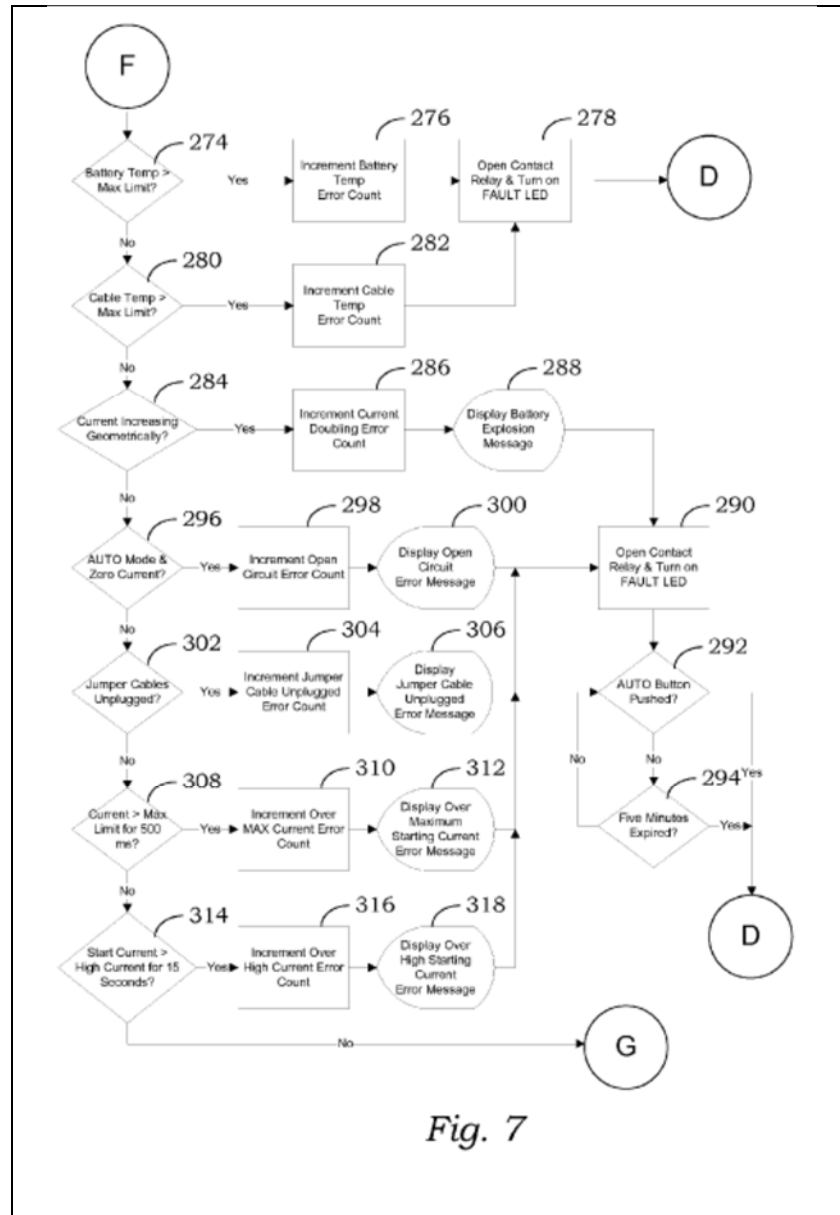 F
274
276
278
Battery Temp >
Max Limit?
Yes
Increment Battery
Temp
Error Count
Open Contact
Relay & Turn on
FAULT LED
D
No
280
282
Cable Temp >
Max Limit?
Yes
Increment Cable
Temp
Error Count
No
284
286
288
Current Increasing
Geometrically?
Yes
Increment Current
Doubling Error
Count
Display Battery
Explosion
Message
No
296
298
300
290
AUTO Mode &
Zero Current?
Yes
Increment Open
Circuit Error Count
Display Open
Circuit
Error Message
Open Contact
Relay & Turn on
FAULT LED
No
302
304
306
292
Jumper Cables
Unplugged?
Yes
Increment Jumper
Cable Unplugged
Error Count
Display
Jumper Cable
Unplugged
Error Message
AUTO Button
Pushed?
No
No
No
Yes
308
310
312
294
Current > Max
Limit for 500
ms?
Yes
Increment Over
MAX Current Error
Count
Display Over
Maximum
Starting Current
Error Message
Five Minutes
Expired?
Yes
No
314
316
318
Start Current >
High Current for 15
Seconds?
Yes
Increment Over
High Current Error
Count
Display Over
High Starting
Current
Error Message
D
No
G
Fig. 7